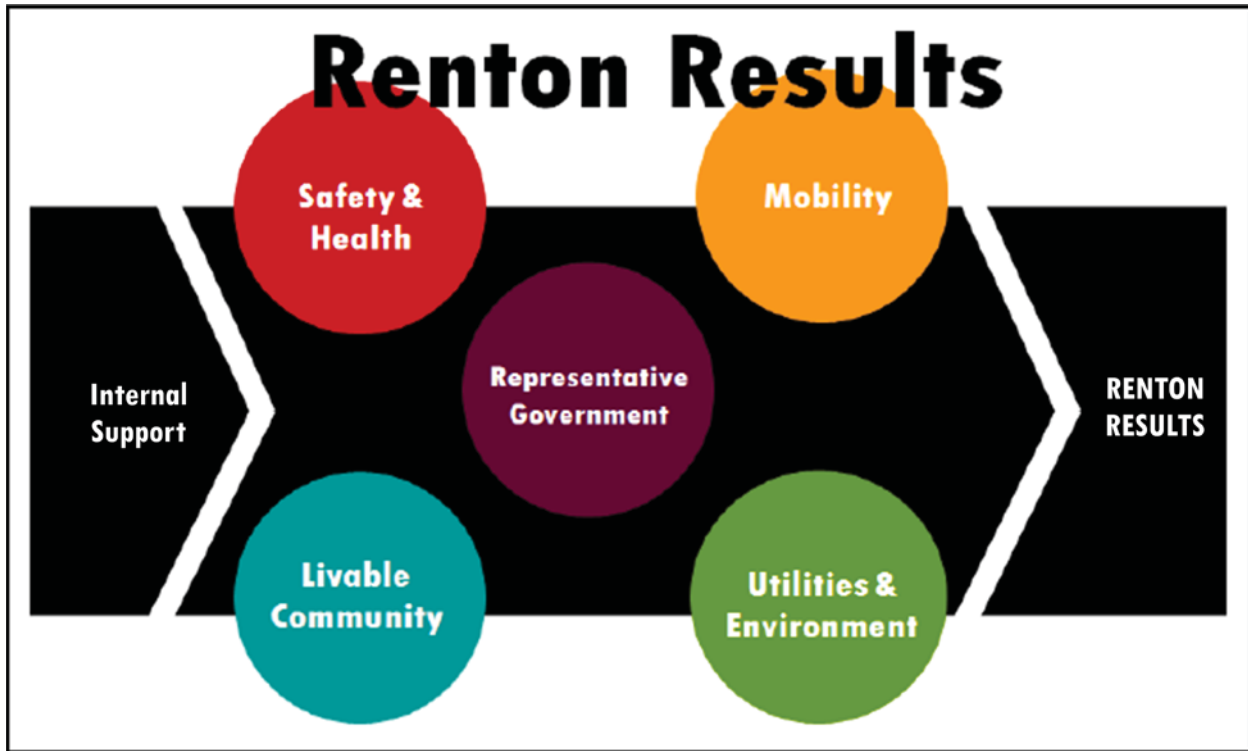 Renton Results
Safety &
Health
Mobility
Representative
Government
Internal
Support
RENTON
RESULTS
Livable
Community
Utilities &
Environment